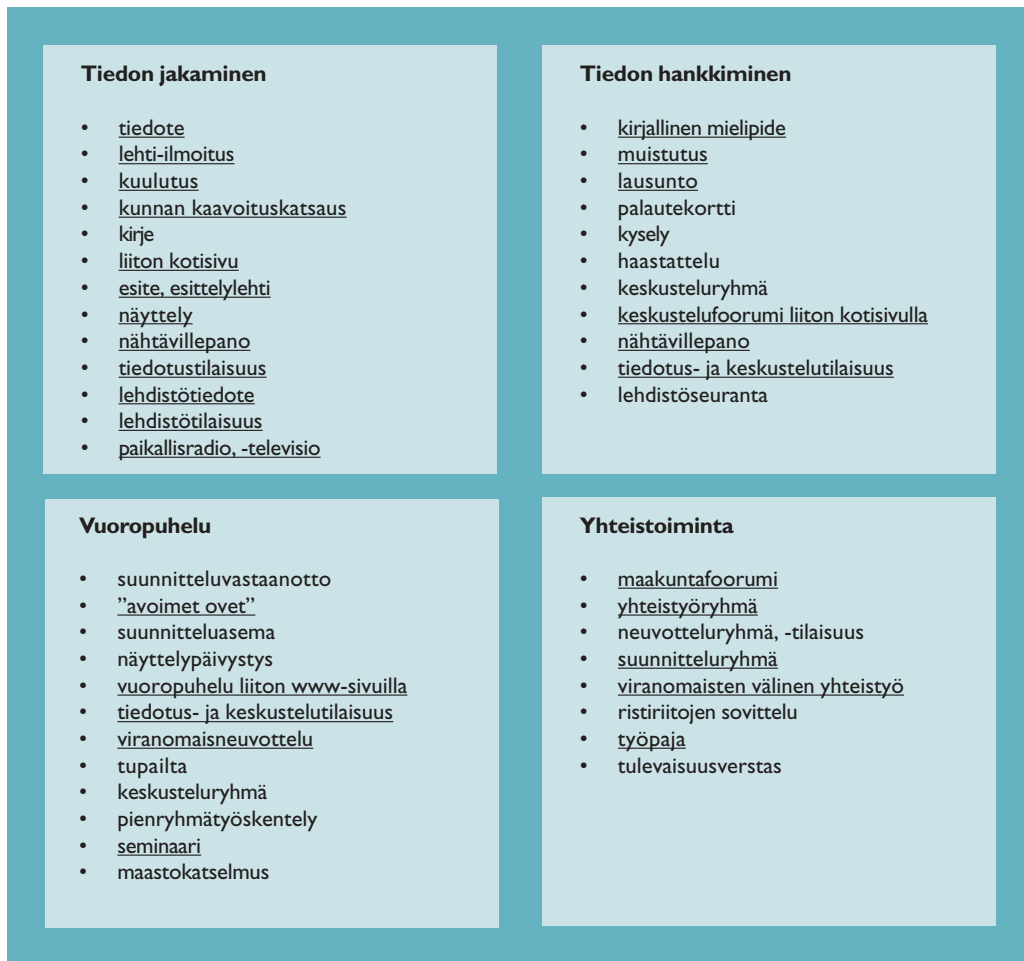 Tiedon jakaminen
• tiedote
• lehti-ilmoitus
• kuulutus
• kunnan kaavoituskatsaus
• kirje
• liiton kotisivu
• esite, esittelylehti
• näyttely
• nähtävillepano
• tiedotustilaisuus
• lehdistötiedote
• lehdistötilaisuus
• paikallisradio, -televisio
Tiedon hankkiminen
• kirjallinen mielipide
• muistutus
• lausunto
• palautekortti
• kysely
• haastattelu
• keskusteluryhmä
• keskustelufoorumi liiton kotisivulla
• nähtävillepano
• tiedotus- ja keskustelutilaisuus
• lehdistöseuranta
Vuoropuhelu
• suunnitteluvastaanotto
• ”avoimet ovet”
• suunnitteluasema
• näyttelypäivystys
• vuoropuhelu liiton www-sivuilla
• tiedotus- ja keskustelutilaisuus
• viranomaisneuvottelu
• tupailta
• keskusteluryhmä
• pienryhmätyöskentely
• seminaari
• maastokatselmus
Yhteistoiminta
• maakuntafoorumi
• yhteistyöryhmä
• neuvotteluryhmä, -tilaisuus
• suunnitteluryhmä
• viranomaisten välinen yhteistyö
• ristiriitojen sovittelu
• työpaja
• tulevaisuusverstas